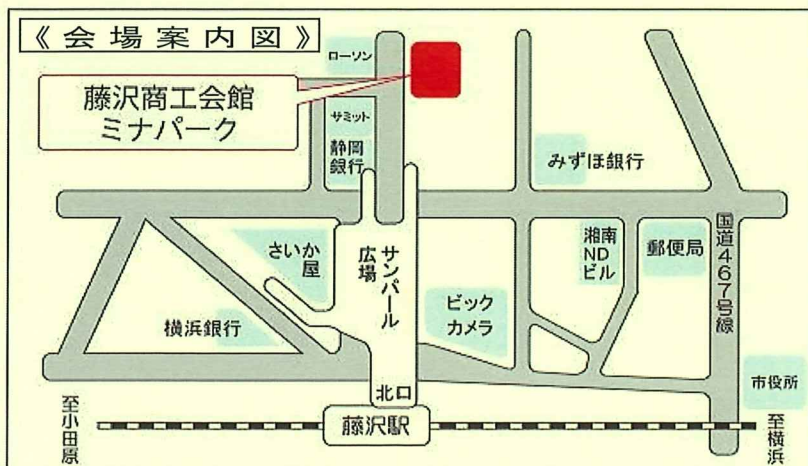 《会場案内図》
ローソン
藤沢商工会館
ミナパーク
サミット
静岡
銀行
みずほ銀行
さいか
屋
サンパール
広場
湘南
ND
ビル
郵便局
国道467号線
横浜銀行
ビック
カメラ
市役所
北口
藤沢駅
至小田原
至横浜